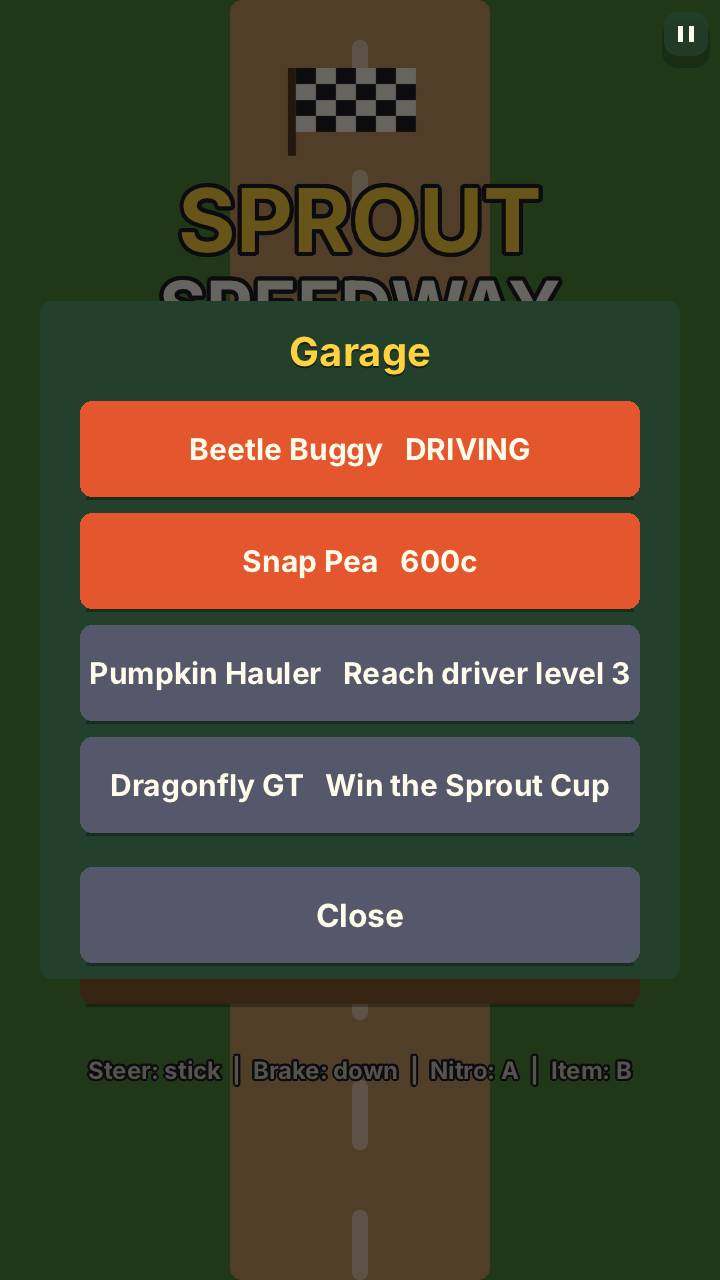 SPROUT
SPEEDWAY
Garage
Beetle Buggy DRIVING
Snap Pea 600c
Pumpkin Hauler Reach driver level 3
Dragonfly GT Win the Sprout Cup
Close
Steer: stick | Brake: down | Nitro: A | Item: B